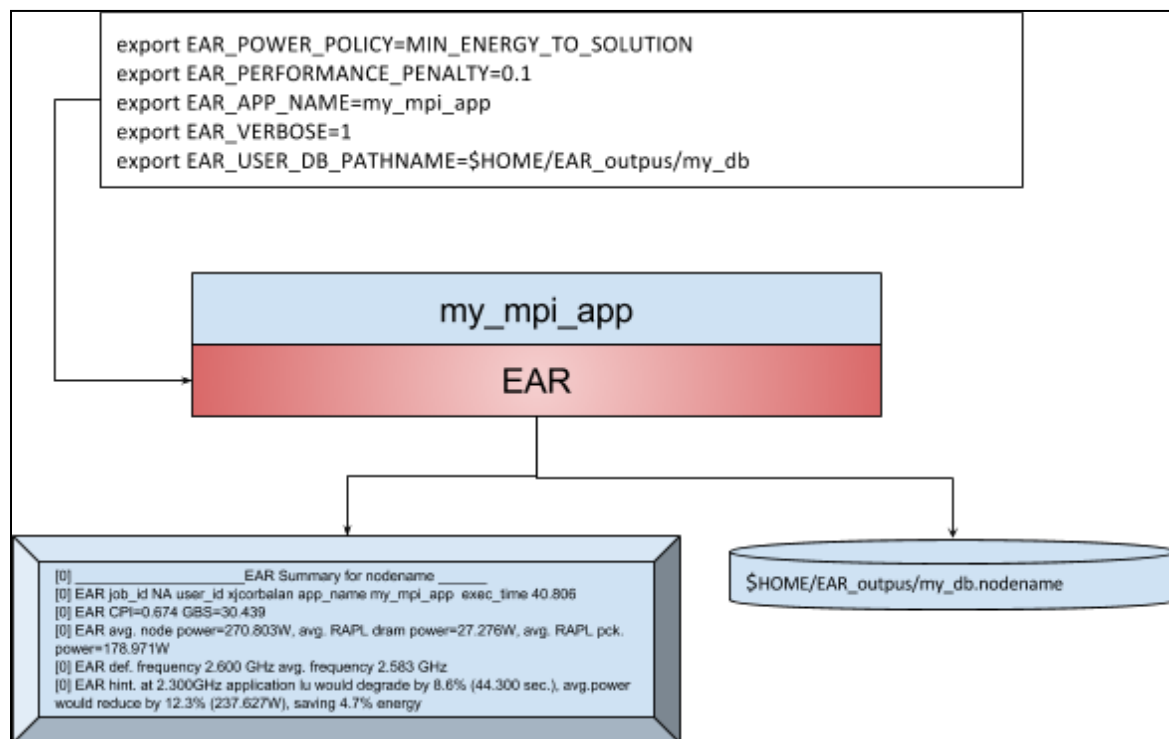 export EAR_POWER_POLICY=MIN_ENERGY_TO_SOLUTION
export EAR_PERFORMANCE_PENALTY=0.1
export EAR_APP_NAME=my_mpi_app
export EAR_VERBOSE=1
export EAR_USER_DB_PATHNAME=$HOME/EAR_outpus/my_db
my_mpi_app
EAR
[0] ______________________EAR Summary for nodename ______
[0] EAR job_id NA user_id xjcorbalan app_name my_mpi_app exec_time 40.806
[0] EAR CPI=0.674 GBS=30.439
[0] EAR avg. node power=270.803W, avg. RAPL dram power=27.276W, avg. RAPL pck.
power=178.971W
[0] EAR def. frequency 2.600 GHz avg. frequency 2.583 GHz
[0] EAR hint. at 2.300GHz application lu would degrade by 8.6% (44.300 sec.), avg.power
would reduce by 12.3% (237.627W), saving 4.7% energy
$HOME/EAR_outpus/my_db.nodename